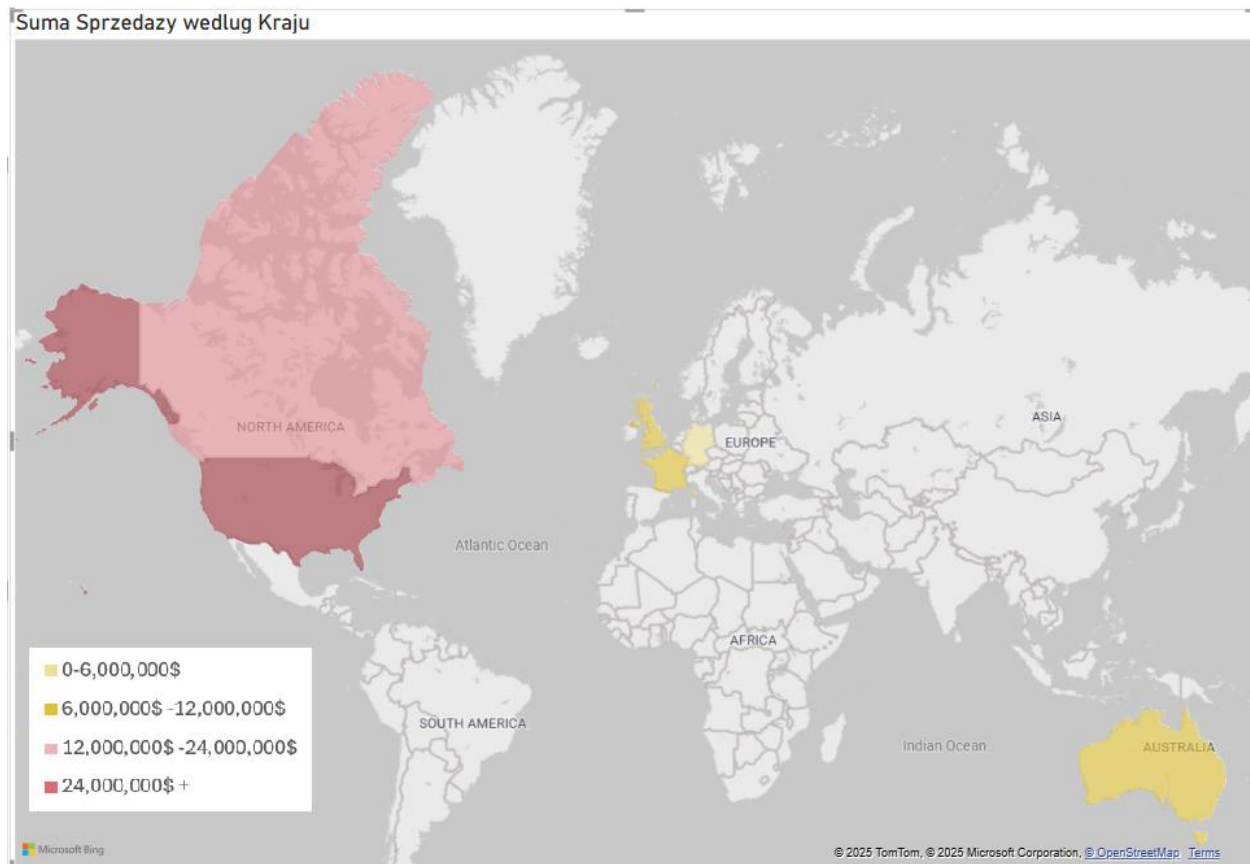 Suma Sprzedazy wedlug Kraju
NORTH AMERICA
EUROPE
ASIA
Atlantic Ocean
AFRICA
SOUTH AMERICA
Indian Ocean
AUSTRALIA
0-6,000,000$
6,000,000$ -12,000,000$
12,000,000$ -24,000,000$
24,000,000$ +
Microsoft Bing
© 2025 TomTom, © 2025 Microsoft Corporation, © OpenStreetMap Terms